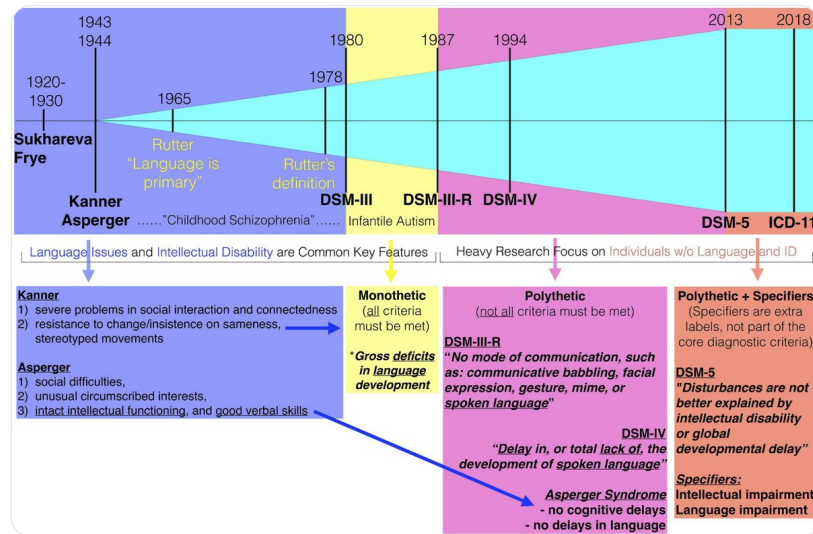 1943
1944
1920-
1930
1965
1978
1980
1987
1994
2013
2018
Sukhareva
Frye
Rutter
“Language is
primary”
Rutter's
definition
Kanner
Asperger
DSM-III
DSM-III-R
DSM-IV
DSM-5
ICD-11
......"Childhood Schizophrenia"......
Infantile Autism
Language Issues and Intellectual Disability are Common Key Features
Heavy Research Focus on Individuals w/o Language and ID
Kanner
1) severe problems in social interaction and connectedness
2) resistance to change/insistence on sameness,
stereotyped movements
Asperger
1) social difficulties,
2) unusual circumscribed interests,
3) intact intellectual functioning, and good verbal skills
Monothetic
(all criteria
must be met)
"Gross deficits
in language
development
Polythetic
(not all criteria must be met)
DSM-III-R
“No mode of communication, such
as: communicative babbling, facial
expression, gesture, mime, or
spoken language”
DSM-IV
“Delay in, or total lack of, the
development of spoken language”
Asperger Syndrome
- no cognitive delays
- no delays in language
Polythetic + Specifiers
(Specifiers are extra
labels, not part of the
core diagnostic criteria)
DSM-5
"Disturbances are not
better explained by
intellectual disability
or global
developmental delay”
Specifiers:
Intellectual impairment
Language impairment